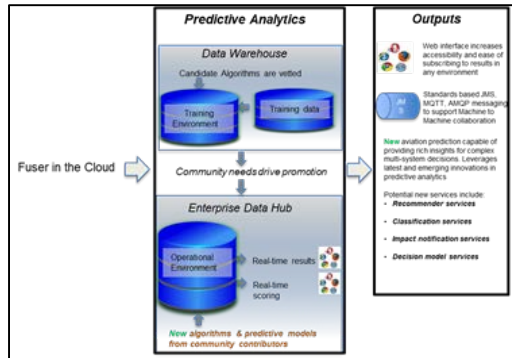 Fuser in the Cloud
Predictive Analytics
Data Warehouse
Candidate Algorithms are vetted
Training
Environment
Training data
Community needs drive promotion
Enterprise Data Hub
Operational
Environment
Real-time results
Real-time
scoring
New algorithms & predictive models
from community contributors
Outputs
Web interface increases
accessibility and ease of
subscribing to results in
any environment
JM
S
Standards based JMS,
MQTT, AMQP messaging
to support Machine to
Machine collaboration
New aviation prediction capable of
providing rich insights for complex
multi-system decisions. Leverages
latest and emerging innovations in
predictive analytics
Potential new services include:
- Recommender services
- Classification services
- Impact notification services
- Decision model services